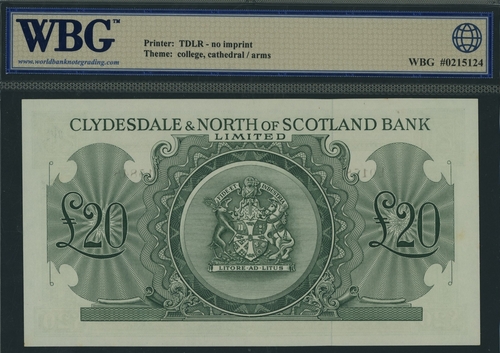 WBG™
www.worldbanknotegrading.com
Printer: TDLR - no imprint
Theme: college, cathedral / arms
WBG #0215124
CLYDESDALE & NORTH OF SCOTLAND BANK
LIMITED
£20
£20
LITORE·AD·LITUS